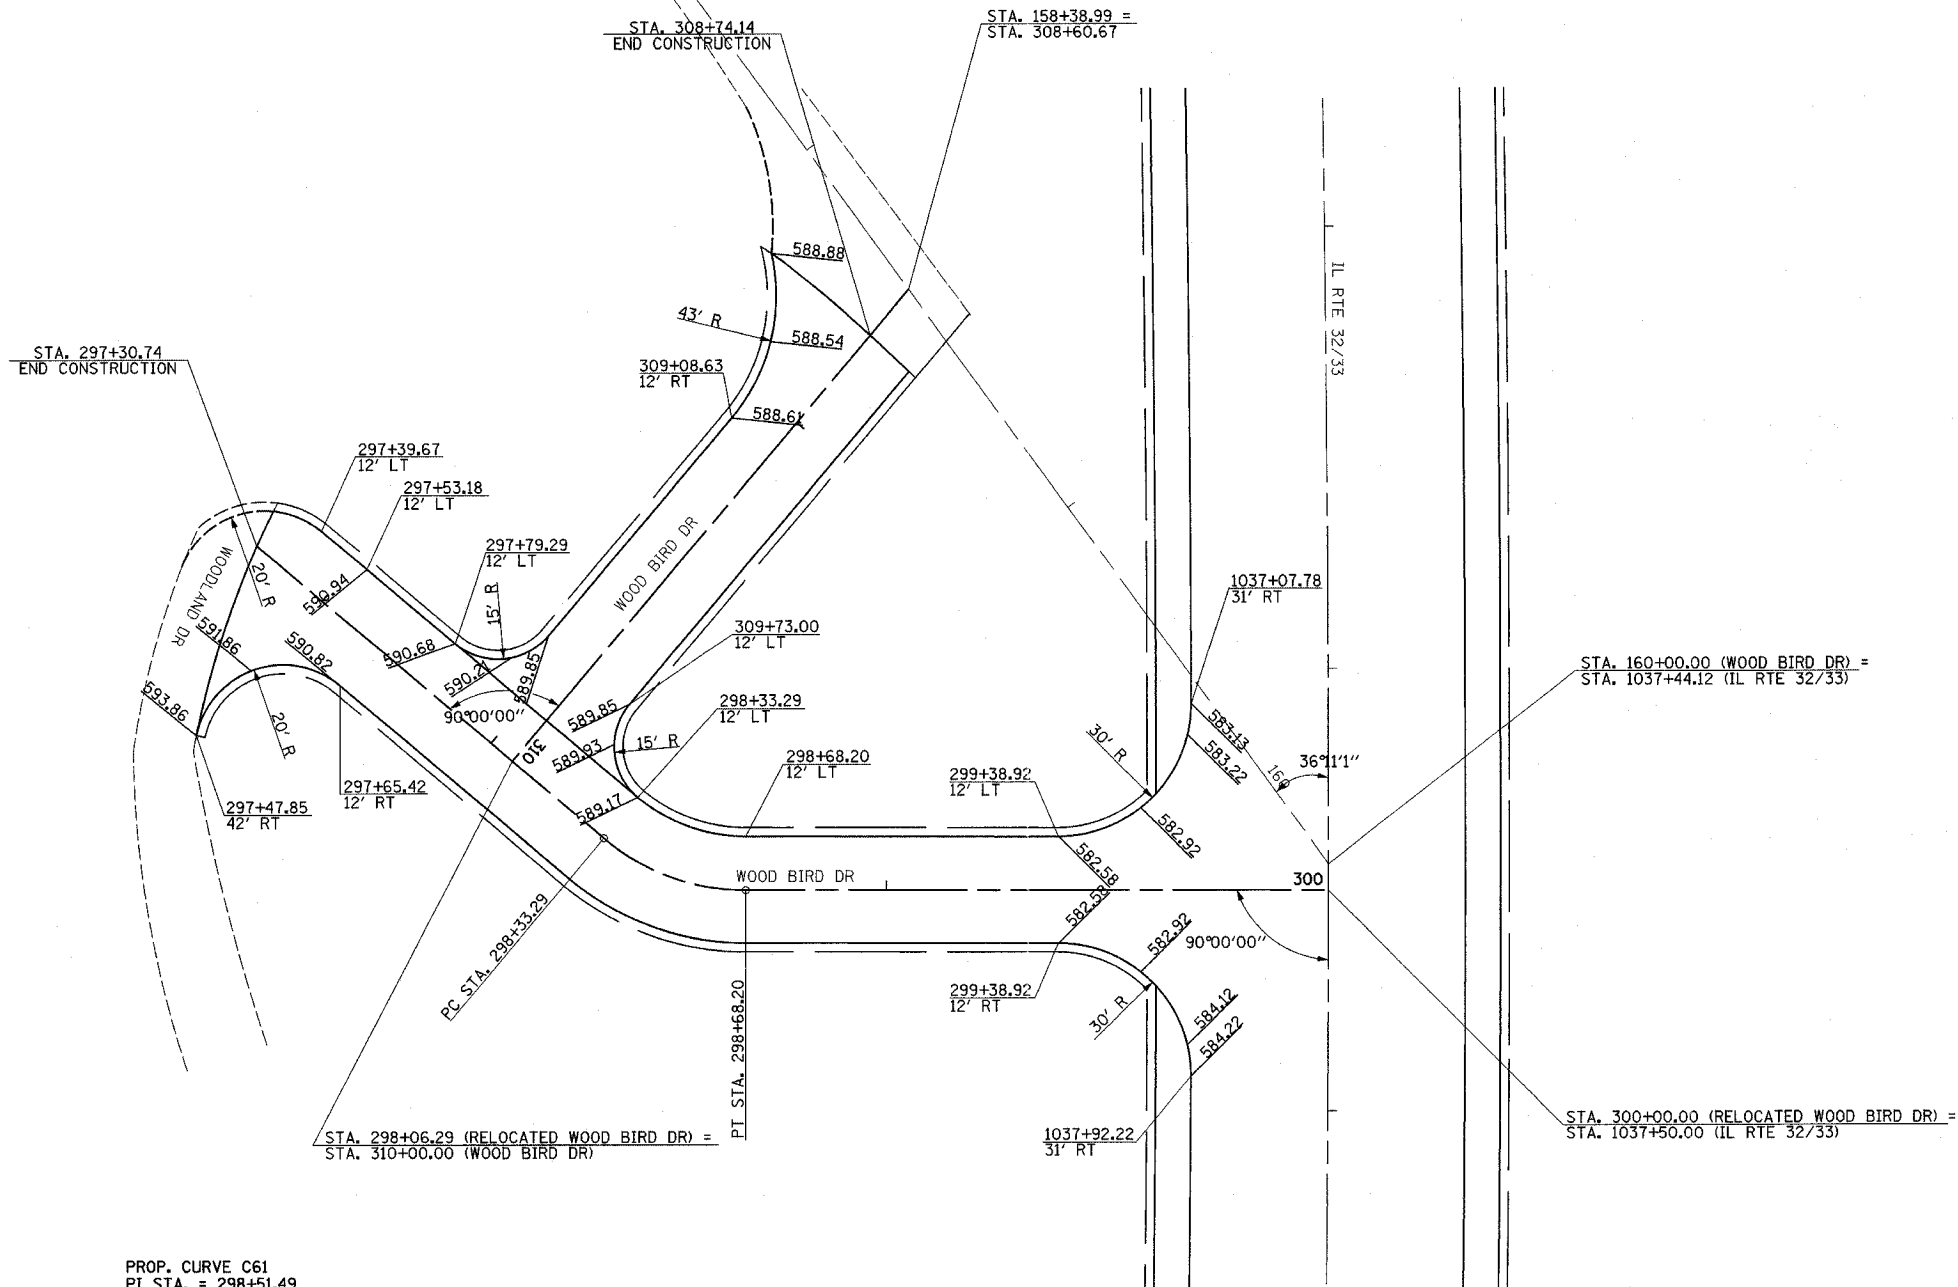 STA. 308+74.14
END CONSTRUCTION
STA. 158+38.99 =
STA. 308+60.67
588.88
43' R
588.54
309+08.63
12' RT
588.61
IL RTE 32/33
STA. 297+30.74
END CONSTRUCTION
297+39.67
12' LT
297+53.18
12' LT
297+79.29
12' LT
15' R
WOOD BIRD DR
WOODLAND DR
20' R
590.94
591.86
590.82
590.68
590.21
589.85
593.86
20' R
90°00'00"
310
589.85
589.93
589.17
309+73.00
12' LT
298+33.29
12' LT
15' R
298+68.20
12' LT
297+65.42
12' RT
297+47.85
42' RT
1037+07.78
31' RT
STA. 160+00.00 (WOOD BIRD DR) =
STA. 1037+44.12 (IL RTE 32/33)
30' R
583.13
583.22
160
36°11'1"
299+38.92
12' LT
582.92
582.58
582.58
WOOD BIRD DR
300
582.92
90°00'00"
PC STA. 298+33.29
PT STA. 298+68.20
299+38.92
12' RT
30' R
584.12
584.22
1037+92.22
31' RT
STA. 300+00.00 (RELOCATED WOOD BIRD DR) =
STA. 1037+50.00 (IL RTE 32/33)
STA. 298+06.29 (RELOCATED WOOD BIRD DR) =
STA. 310+00.00 (WOOD BIRD DR)
PROP. CURVE C61
PI STA. = 298+51.49